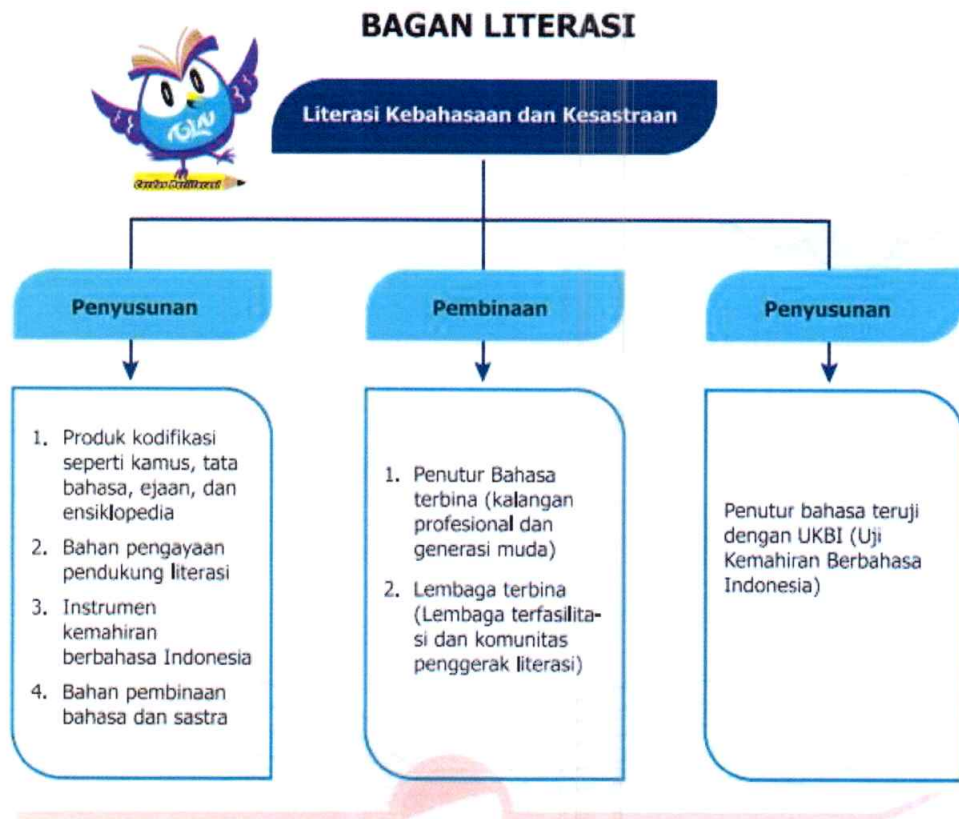 BAGAN LITERASI
Literasi Kebahasaan dan Kesastraan
Cerdas Berliterasi
Penyusunan
Pembinaan
Penyusunan
1. Produk kodifikasi
seperti kamus, tata
bahasa, ejaan, dan
ensiklopedia
2. Bahan pengayaan
pendukung literasi
3. Instrumen
kemahiran
berbahasa Indonesia
4. Bahan pembinaan
bahasa dan sastra
1. Penutur Bahasa
terbina (kalangan
profesional dan
generasi muda)
2. Lembaga terbina
(Lembaga terfasilita-
si dan komunitas
penggerak literasi)
Penutur bahasa teruji
dengan UKBI (Uji
Kemahiran Berbahasa
Indonesia)